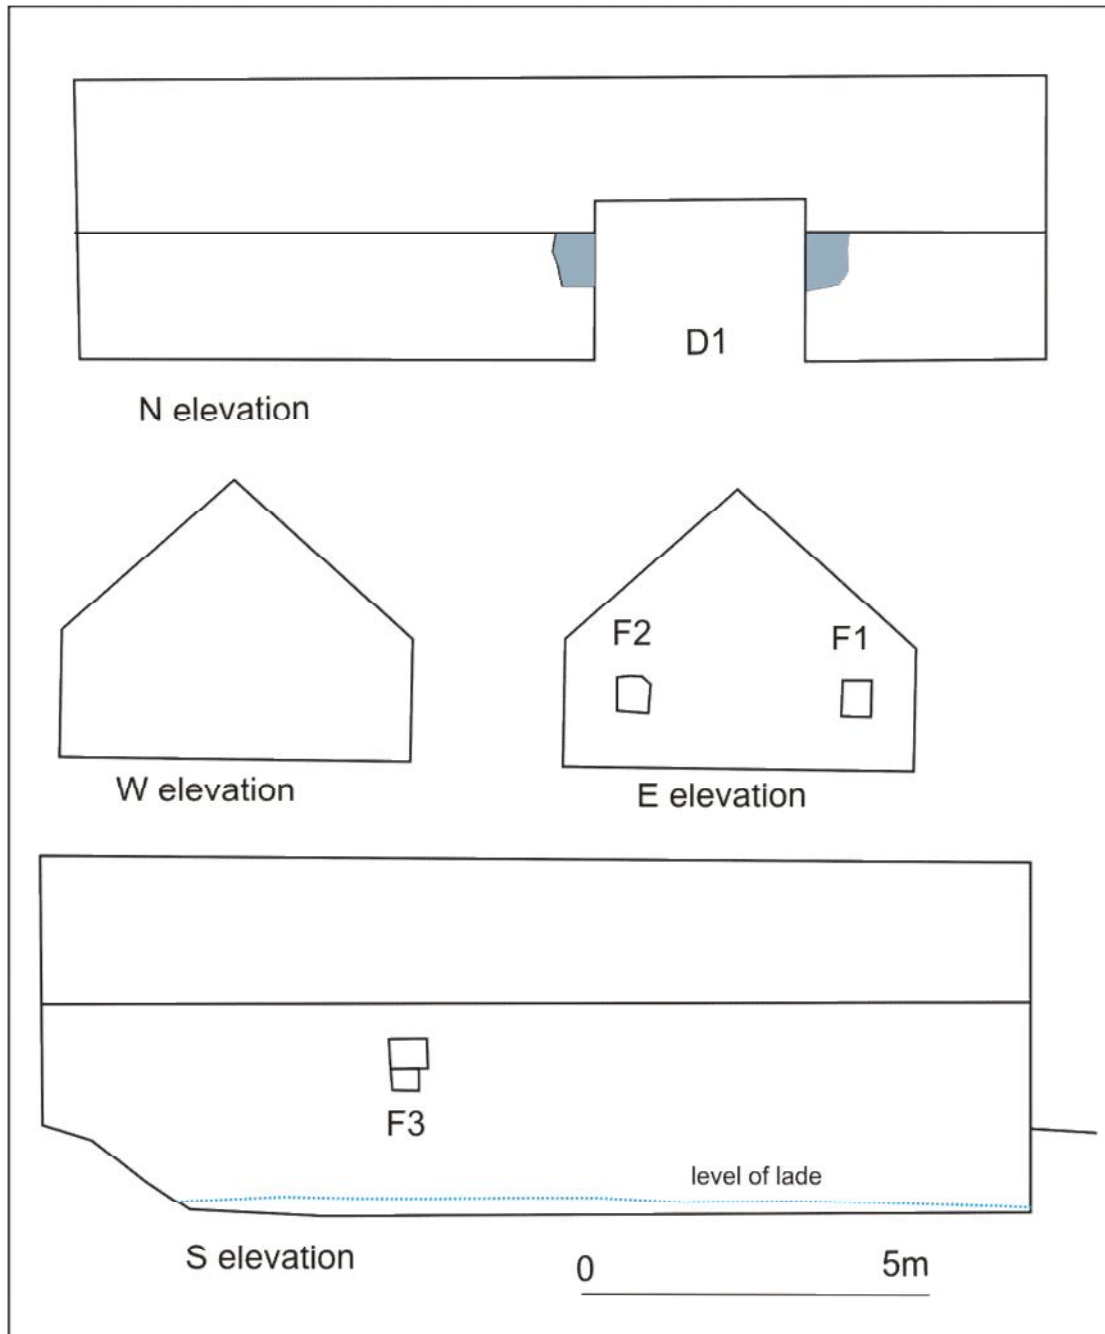 D1
N elevation
F2 F1
W elevation
E elevation
F3
level of lade
S elevation
0 5m